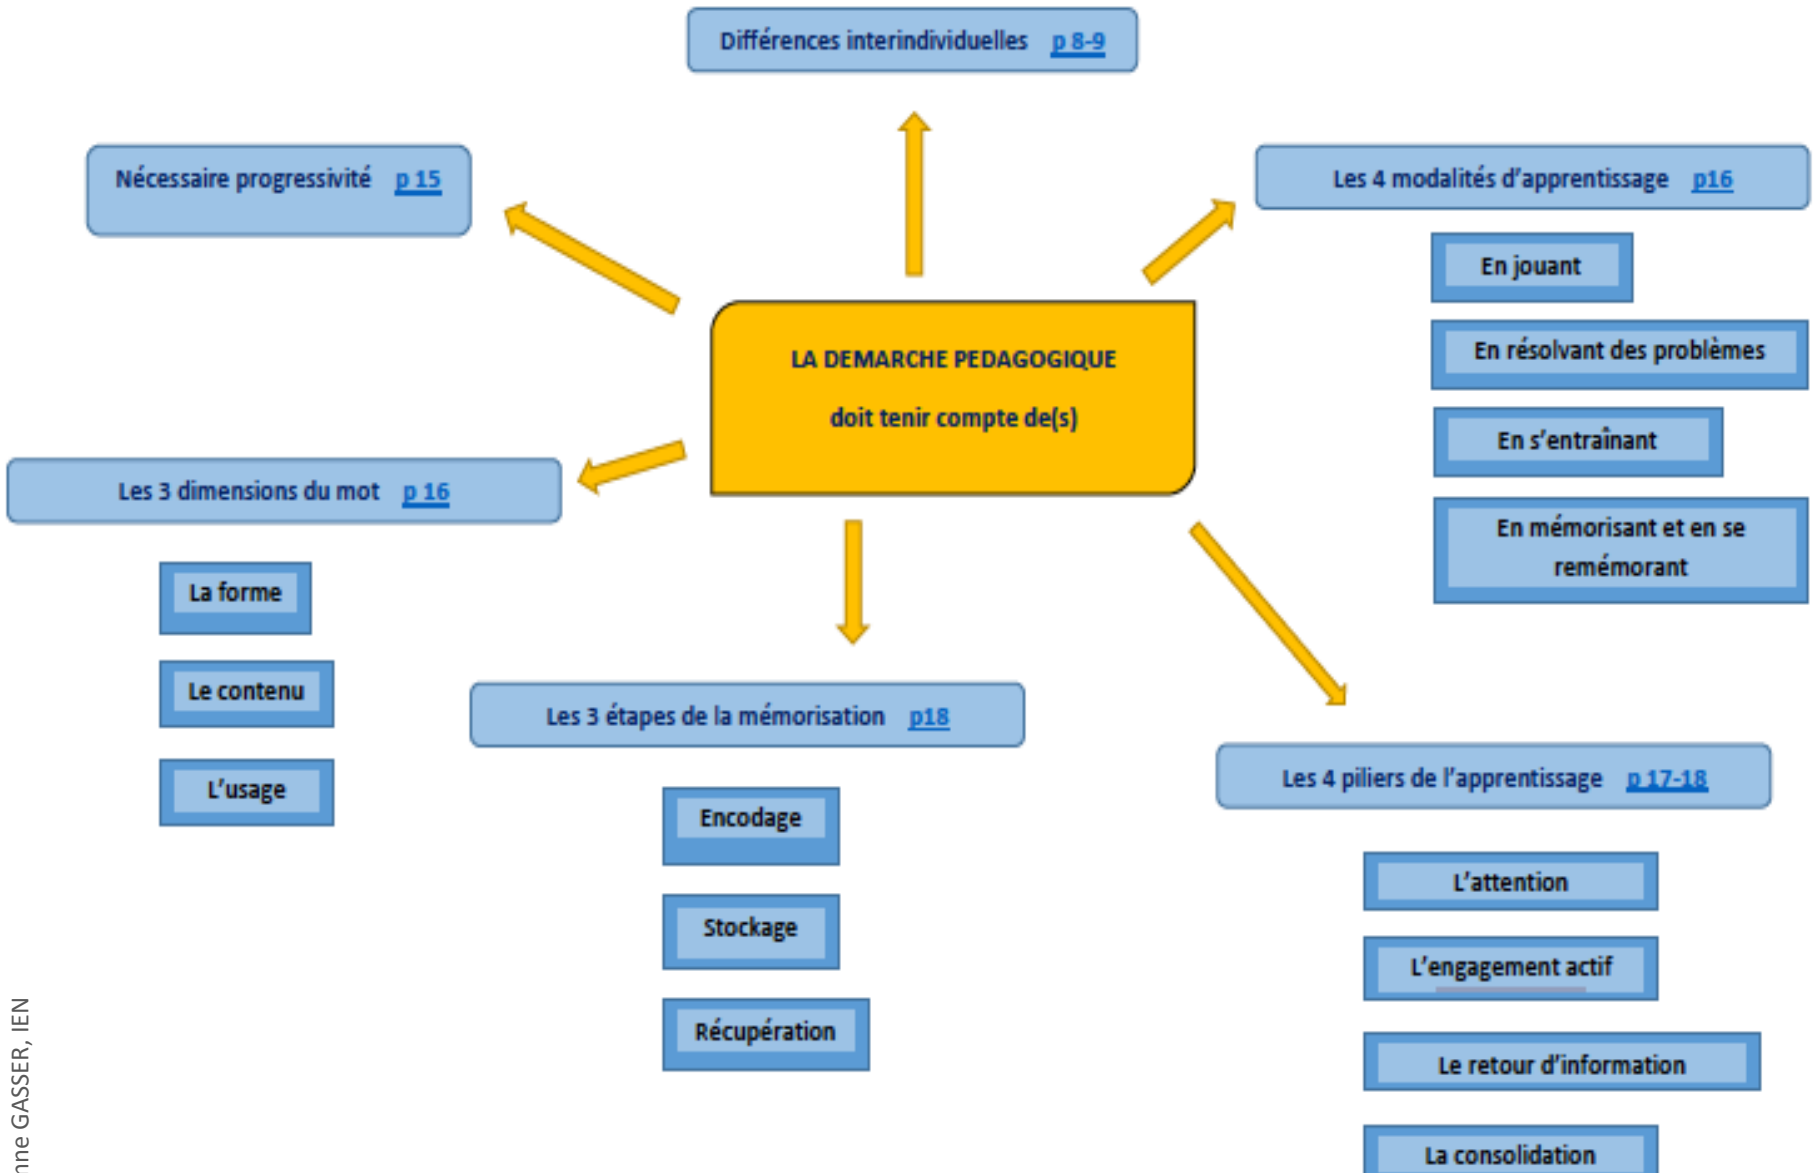 Différences interindividuelles p 8-9
Nécessaire progressivité p 15
Les 4 modalités d'apprentissage p16
En jouant
En résolvant des problèmes
En s'entraînant
En mémorisant et en se
remémorant
LA DEMARCHE PEDAGOGIQUE
doit tenir compte de(s)
Les 3 dimensions du mot p 16
La forme
Le contenu
L'usage
Les 3 étapes de la mémorisation p18
Encodage
Stockage
Récupération
Les 4 piliers de l'apprentissage p 17-18
L'attention
L'engagement actif
Le retour d'information
La consolidation
GASSER, IEN